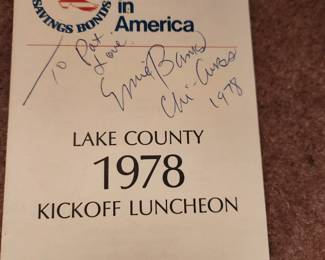 SAVINGS BONDS
in
America
To Pat
Love
Ernie Banks
Chi-Cubs
1978
LAKE COUNTY
1978
KICKOFF LUNCHEON